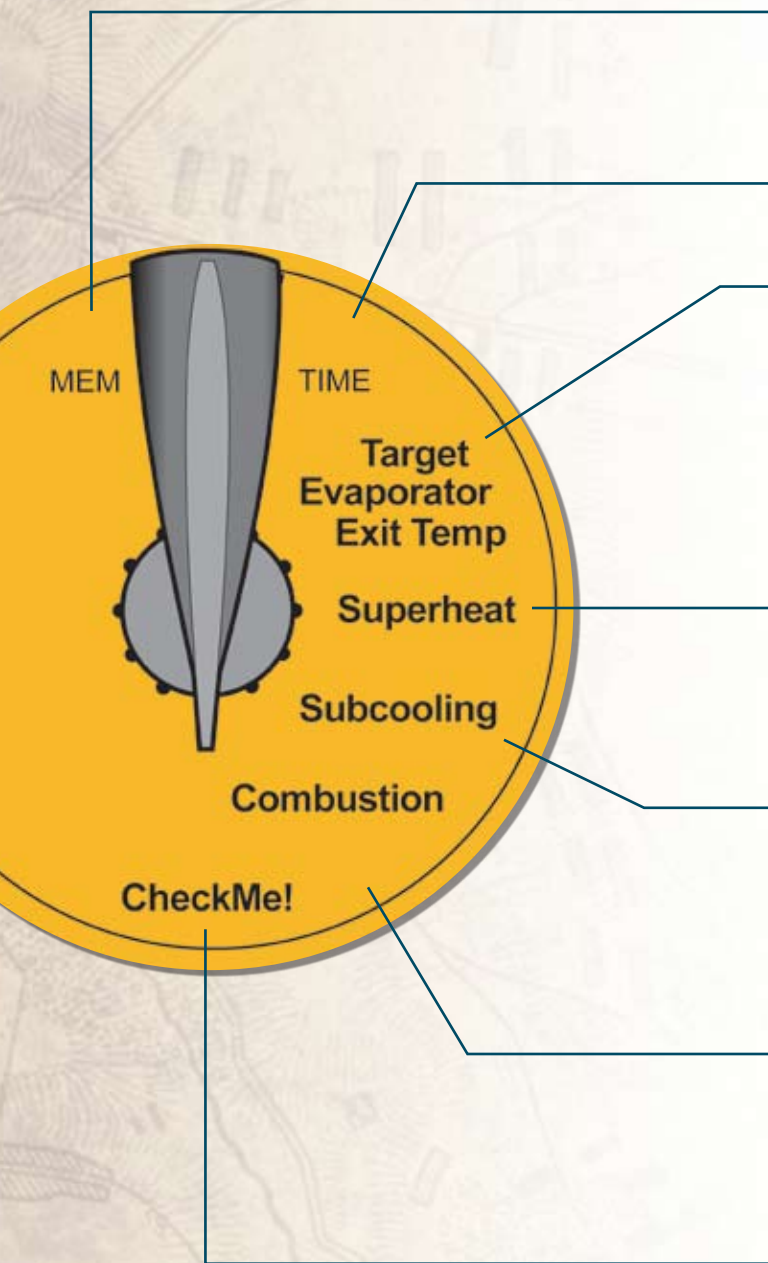 MEM
TIME
Target
Evaporator
Exit Temp
Superheat
Subcooling
Combustion
CheckMe!